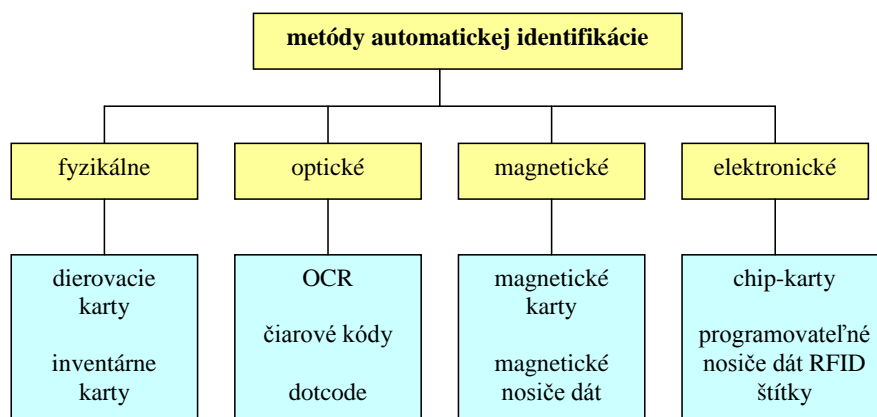 metódy automatickej identifikácie
fyzikálne
optické
magnetické
elektronické
dierovacie
karty
inventárne
karty
OCR
čiarové kódy
dotcode
magnetické
karty
magnetické
nosiče dát
chip-karty
programovateľné
nosiče dát RFID
štítky